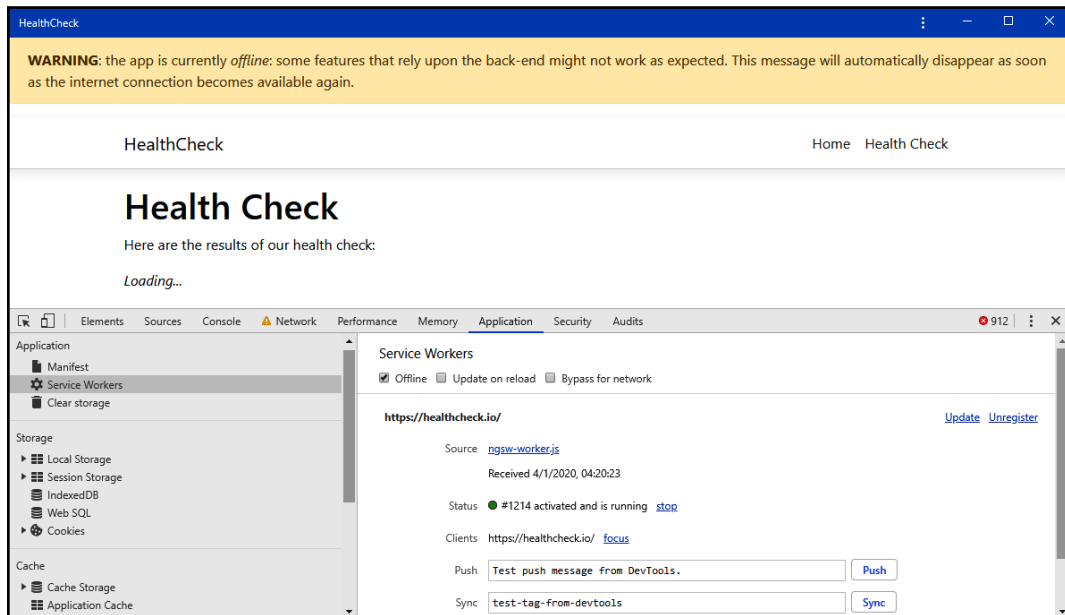 HealthCheck
WARNING: the app is currently offline: some features that rely upon the back-end might not work as expected. This message will automatically disappear as soon
as the internet connection becomes available again.
HealthCheck
Home Health Check
Health Check
Here are the results of our health check:
Loading...
Elements Sources Console Network Performance Memory Application Security Audits 912
Application
Manifest
Service Workers
Clear storage
Storage
Local Storage
Session Storage
IndexedDB
Web SQL
Cookies
Cache
Cache Storage
Application Cache
Service Workers
Offline Update on reload Bypass for network
https://healthcheck.io/ Update Unregister
Source ngsw-worker.js
Received 4/1/2020, 04:20:23
Status #1214 activated and is running stop
Clients https://healthcheck.io/ focus
Push Test push message from DevTools. Push
Sync test-tag-from-devtools Sync